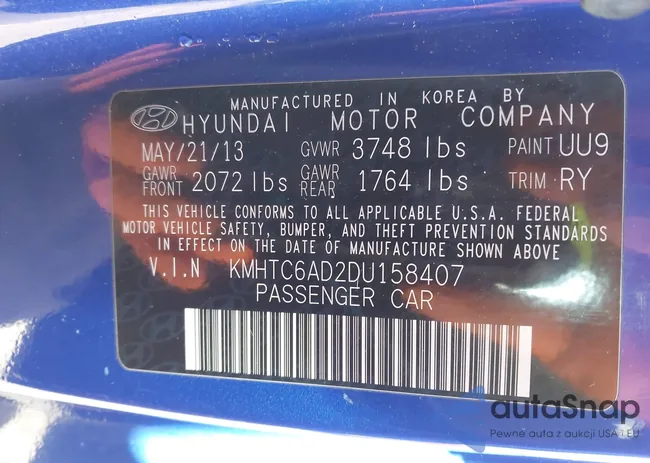 MANUFACTURED IN KOREA BY
HYUNDAI MOTOR COMPANY
MAY/21/13 GVWR 3748 lbs PAINT UU9
GAWR FRONT 2072 lbs GAWR REAR 1764 lbs TRIM RY
THIS VEHICLE CONFORMS TO ALL APPLICABLE U.S.A. FEDERAL
MOTOR VEHICLE SAFETY, BUMPER, AND THEFT PREVENTION STANDARDS
IN EFFECT ON THE DATE OF MANUFACTURE SHOWN ABOVE
V.I.N KMHTC6AD2DU158407
PASSENGER CAR
autaSnap
Pewne auta z aukcji USA i EU